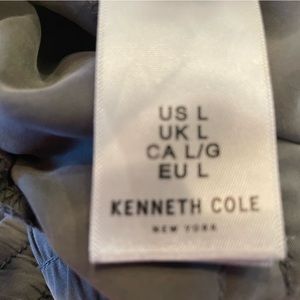 US L
UK L
CA L/G
EU L
KENNETH COLE
NEW YORK